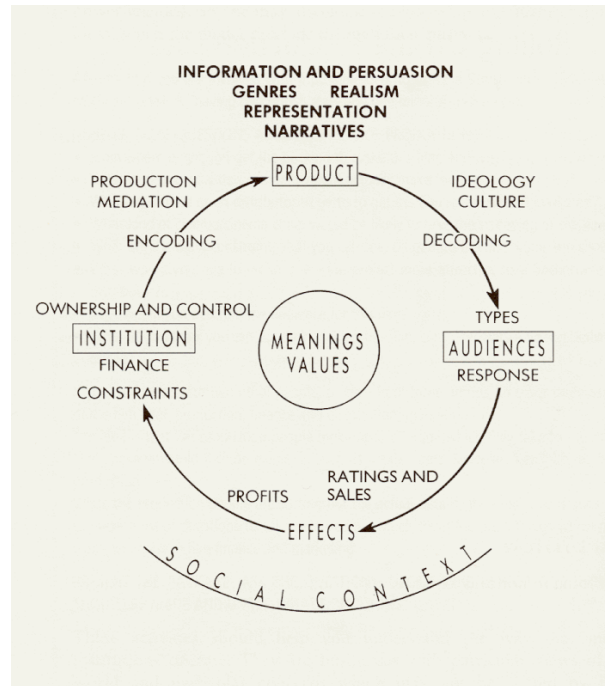 INFORMATION AND PERSUASION
GENRES REALISM
REPRESENTATION
NARRATIVES
PRODUCT
PRODUCTION
MEDIATION
IDEOLOGY
CULTURE
ENCODING
DECODING
OWNERSHIP AND CONTROL
INSTITUTION
FINANCE
CONSTRAINTS
MEANINGS
VALUES
TYPES
AUDIENCES
RESPONSE
PROFITS
RATINGS AND
SALES
EFFECTS
SOCIAL CONTEXT